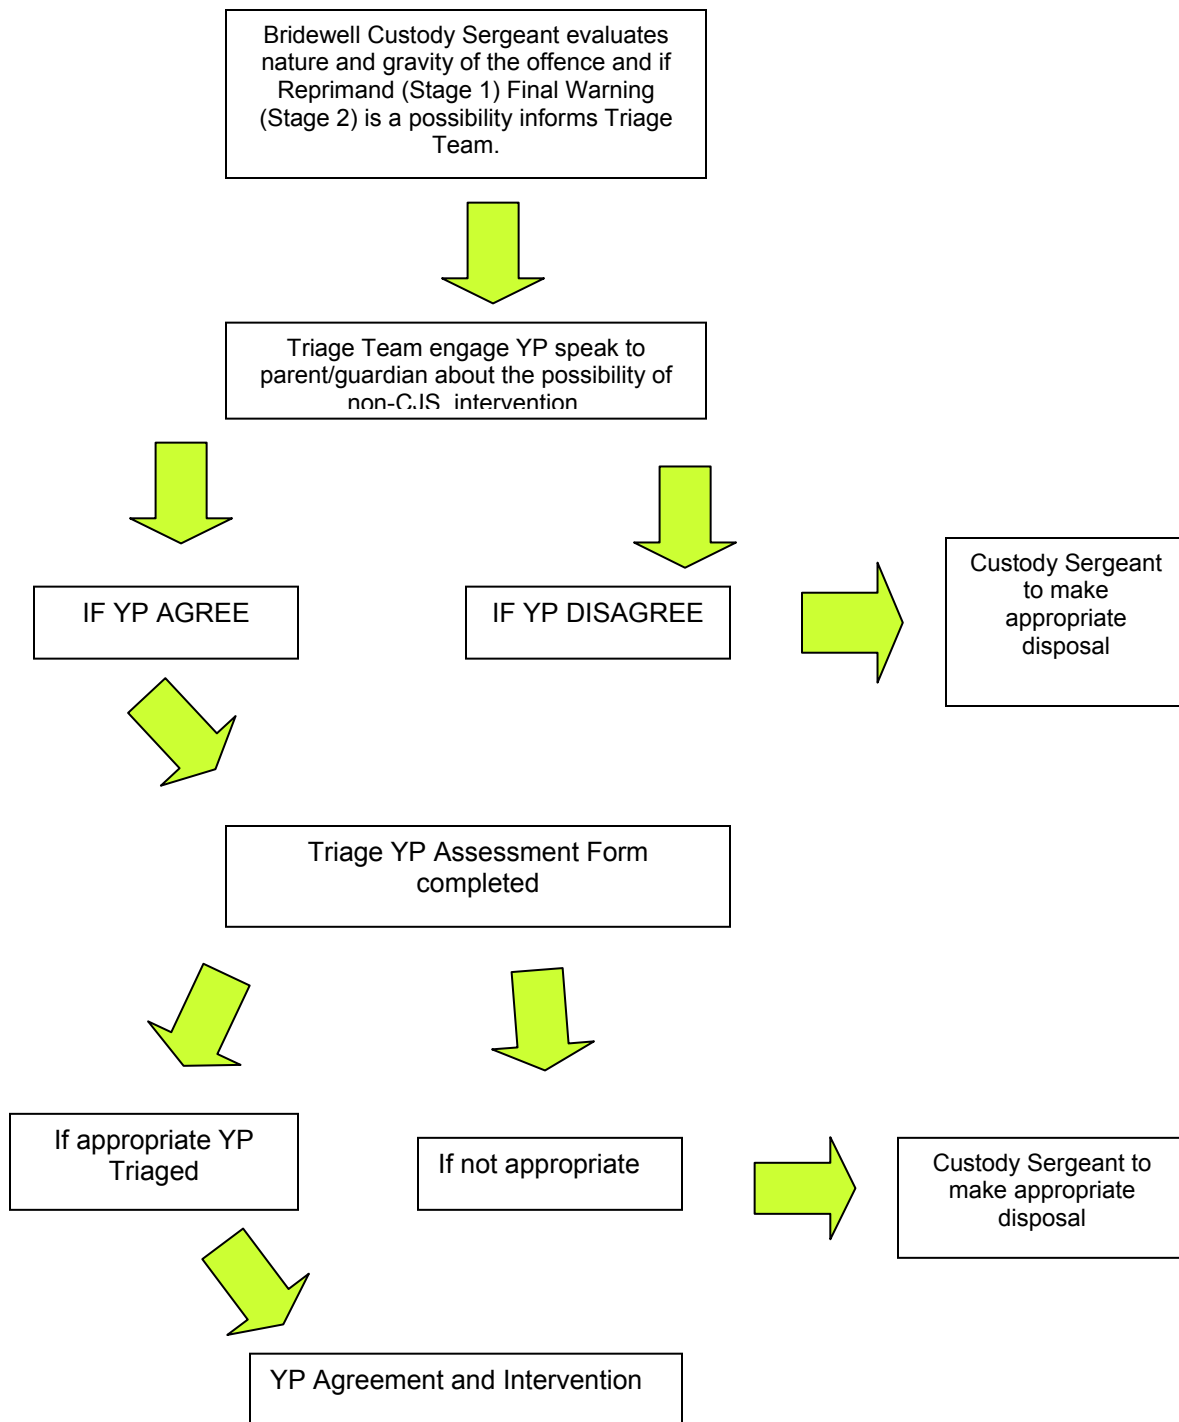 Bridewell Custody Sergeant evaluates
nature and gravity of the offence and if
Reprimand (Stage 1) Final Warning
(Stage 2) is a possibility informs Triage
Team.
Triage Team engage YP speak to
parent/guardian about the possibility of
non-CJS intervention
IF YP AGREE
IF YP DISAGREE
Custody Sergeant
to make
appropriate
disposal
Triage YP Assessment Form
completed
If appropriate YP
Triaged
If not appropriate
Custody Sergeant to
make appropriate
disposal
YP Agreement and Intervention